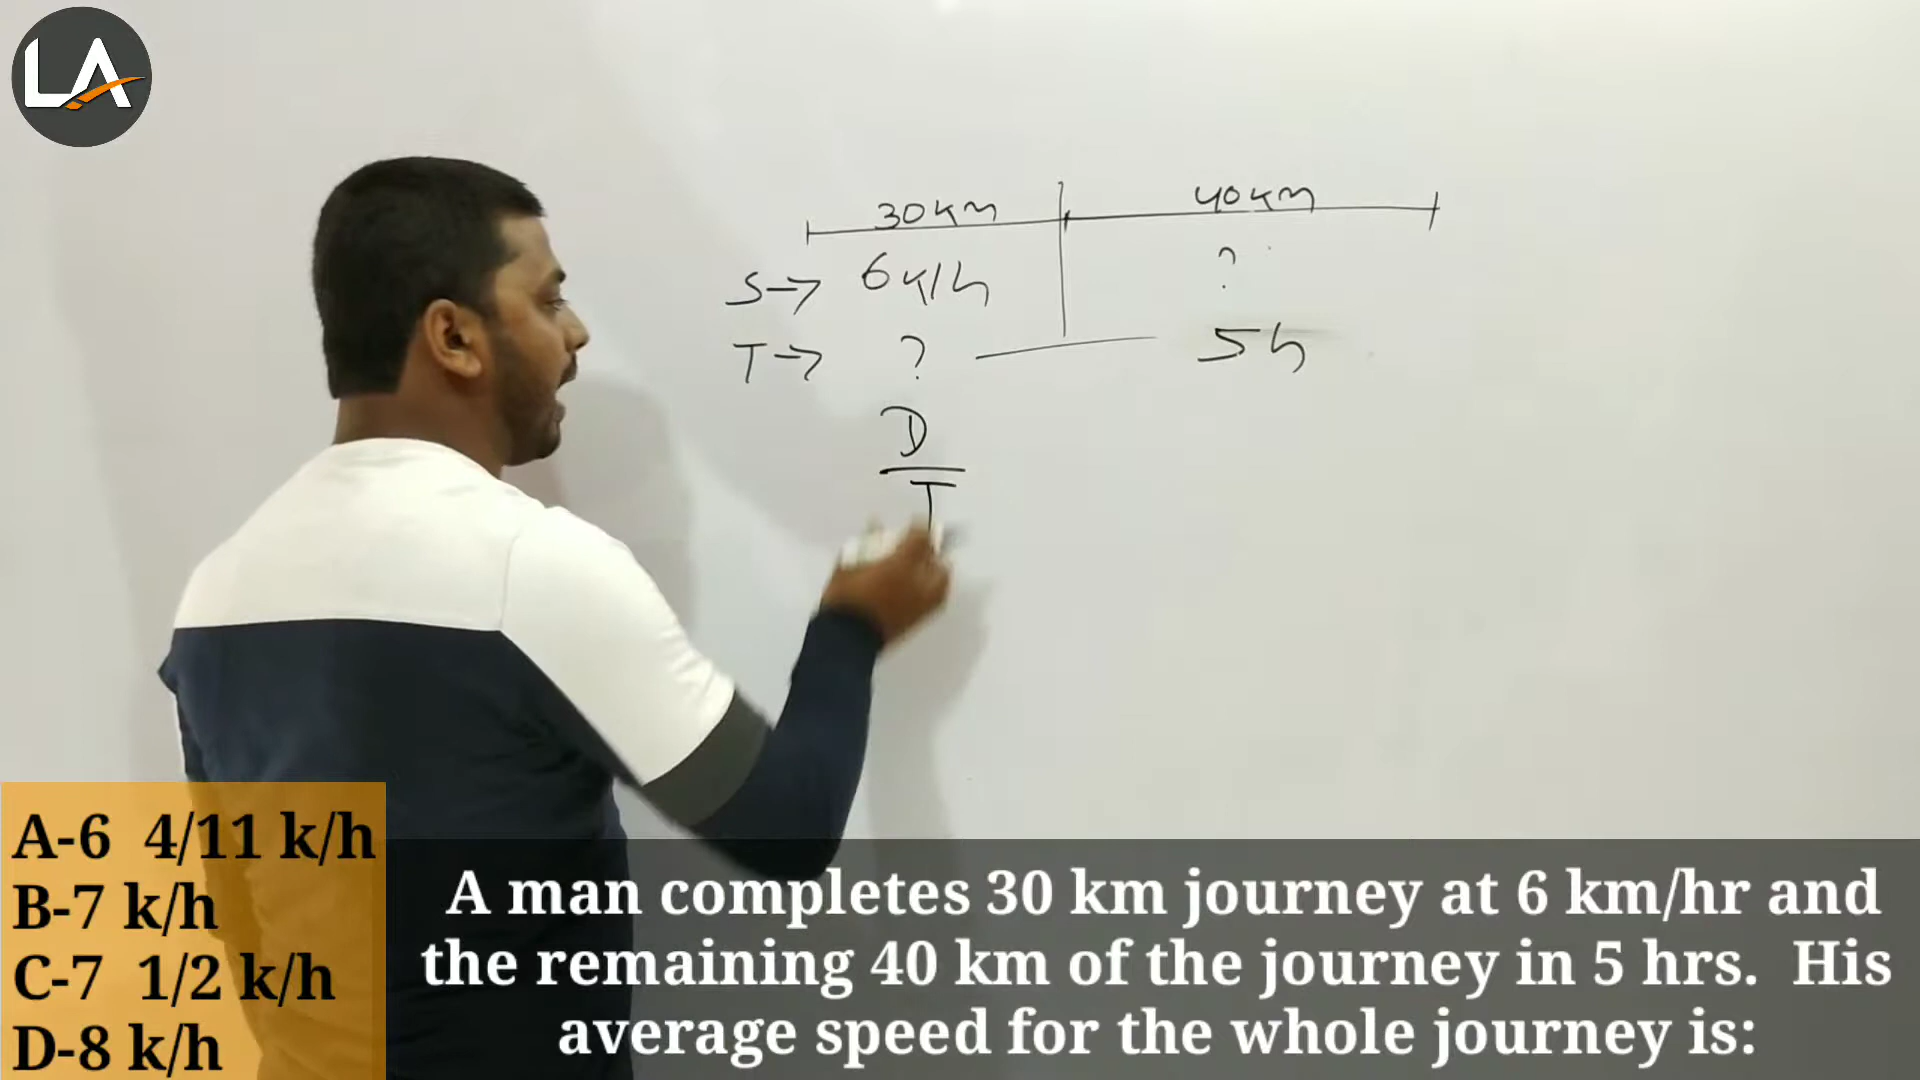 LA
30km
40km
S→ 6k/h ?
T→ ? 5h
D
T
A-6 4/11 k/h
B-7 k/h
C-7 1/2 k/h
D-8 k/h
A man completes 30 km journey at 6 km/hr and
the remaining 40 km of the journey in 5 hrs. His
average speed for the whole journey is: